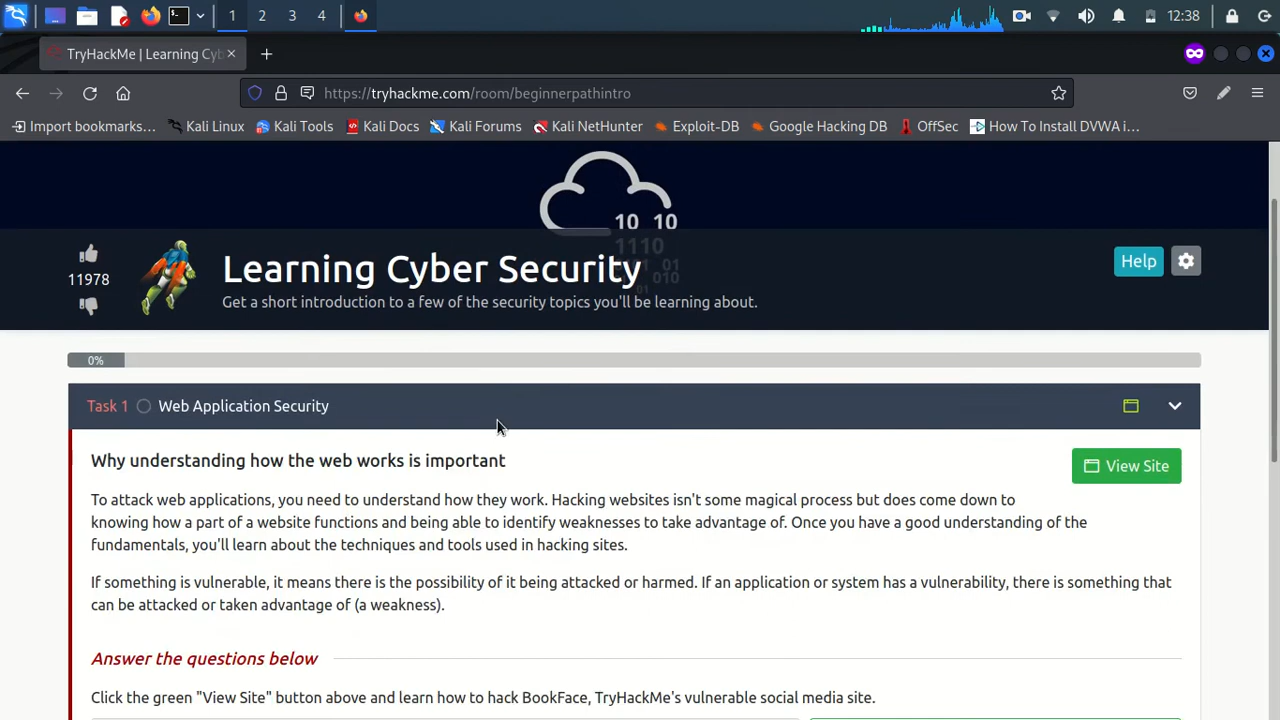 1 2 3 4 12:38
TryHackMe | Learning Cyb
https://tryhackme.com/room/beginnerpathintro
Import bookmarks... Kali Linux Kali Tools Kali Docs Kali Forums Kali NetHunter Exploit-DB Google Hacking DB OffSec How To Install DVWA i...
10 10
1110
01
010
11978
Learning Cyber Security
Help
Get a short introduction to a few of the security topics you'll be learning about.
0%
Task 1 Web Application Security
Why understanding how the web works is important
View Site
To attack web applications, you need to understand how they work. Hacking websites isn't some magical process but does come down to
knowing how a part of a website functions and being able to identify weaknesses to take advantage of. Once you have a good understanding of the
fundamentals, you'll learn about the techniques and tools used in hacking sites.
If something is vulnerable, it means there is the possibility of it being attacked or harmed. If an application or system has a vulnerability, there is something that
can be attacked or taken advantage of (a weakness).
Answer the questions below
Click the green "View Site" button above and learn how to hack BookFace, TryHackMe's vulnerable social media site.